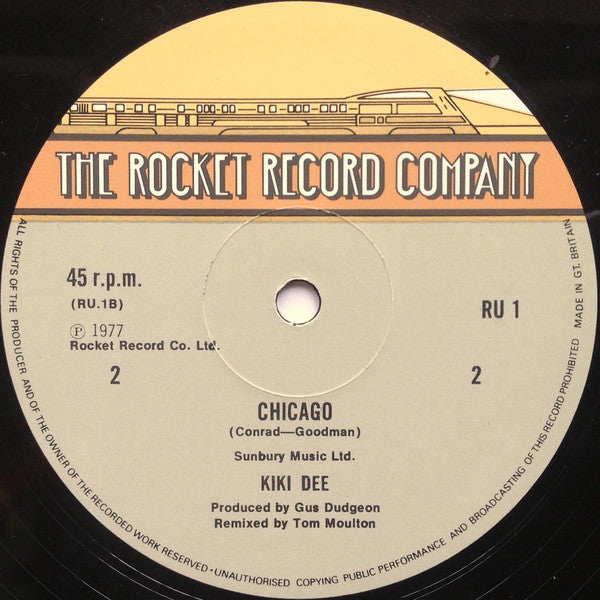 THE ROCKET RECORD COMPANY
45 r.p.m.
(RU.1B)
RU 1
Ⓟ 1977
Rocket Record Co. Ltd.
2
2
CHICAGO
(Conrad—Goodman)
Sunbury Music Ltd.
KIKI DEE
Produced by Gus Dudgeon
Remixed by Tom Moulton
ALL RIGHTS OF THE PRODUCER AND OF THE OWNER OF THE RECORDED WORK RESERVED • UNAUTHORISED COPYING PUBLIC PERFORMANCE AND BROADCASTING OF THIS RECORD PROHIBITED MADE IN GT. BRITAIN